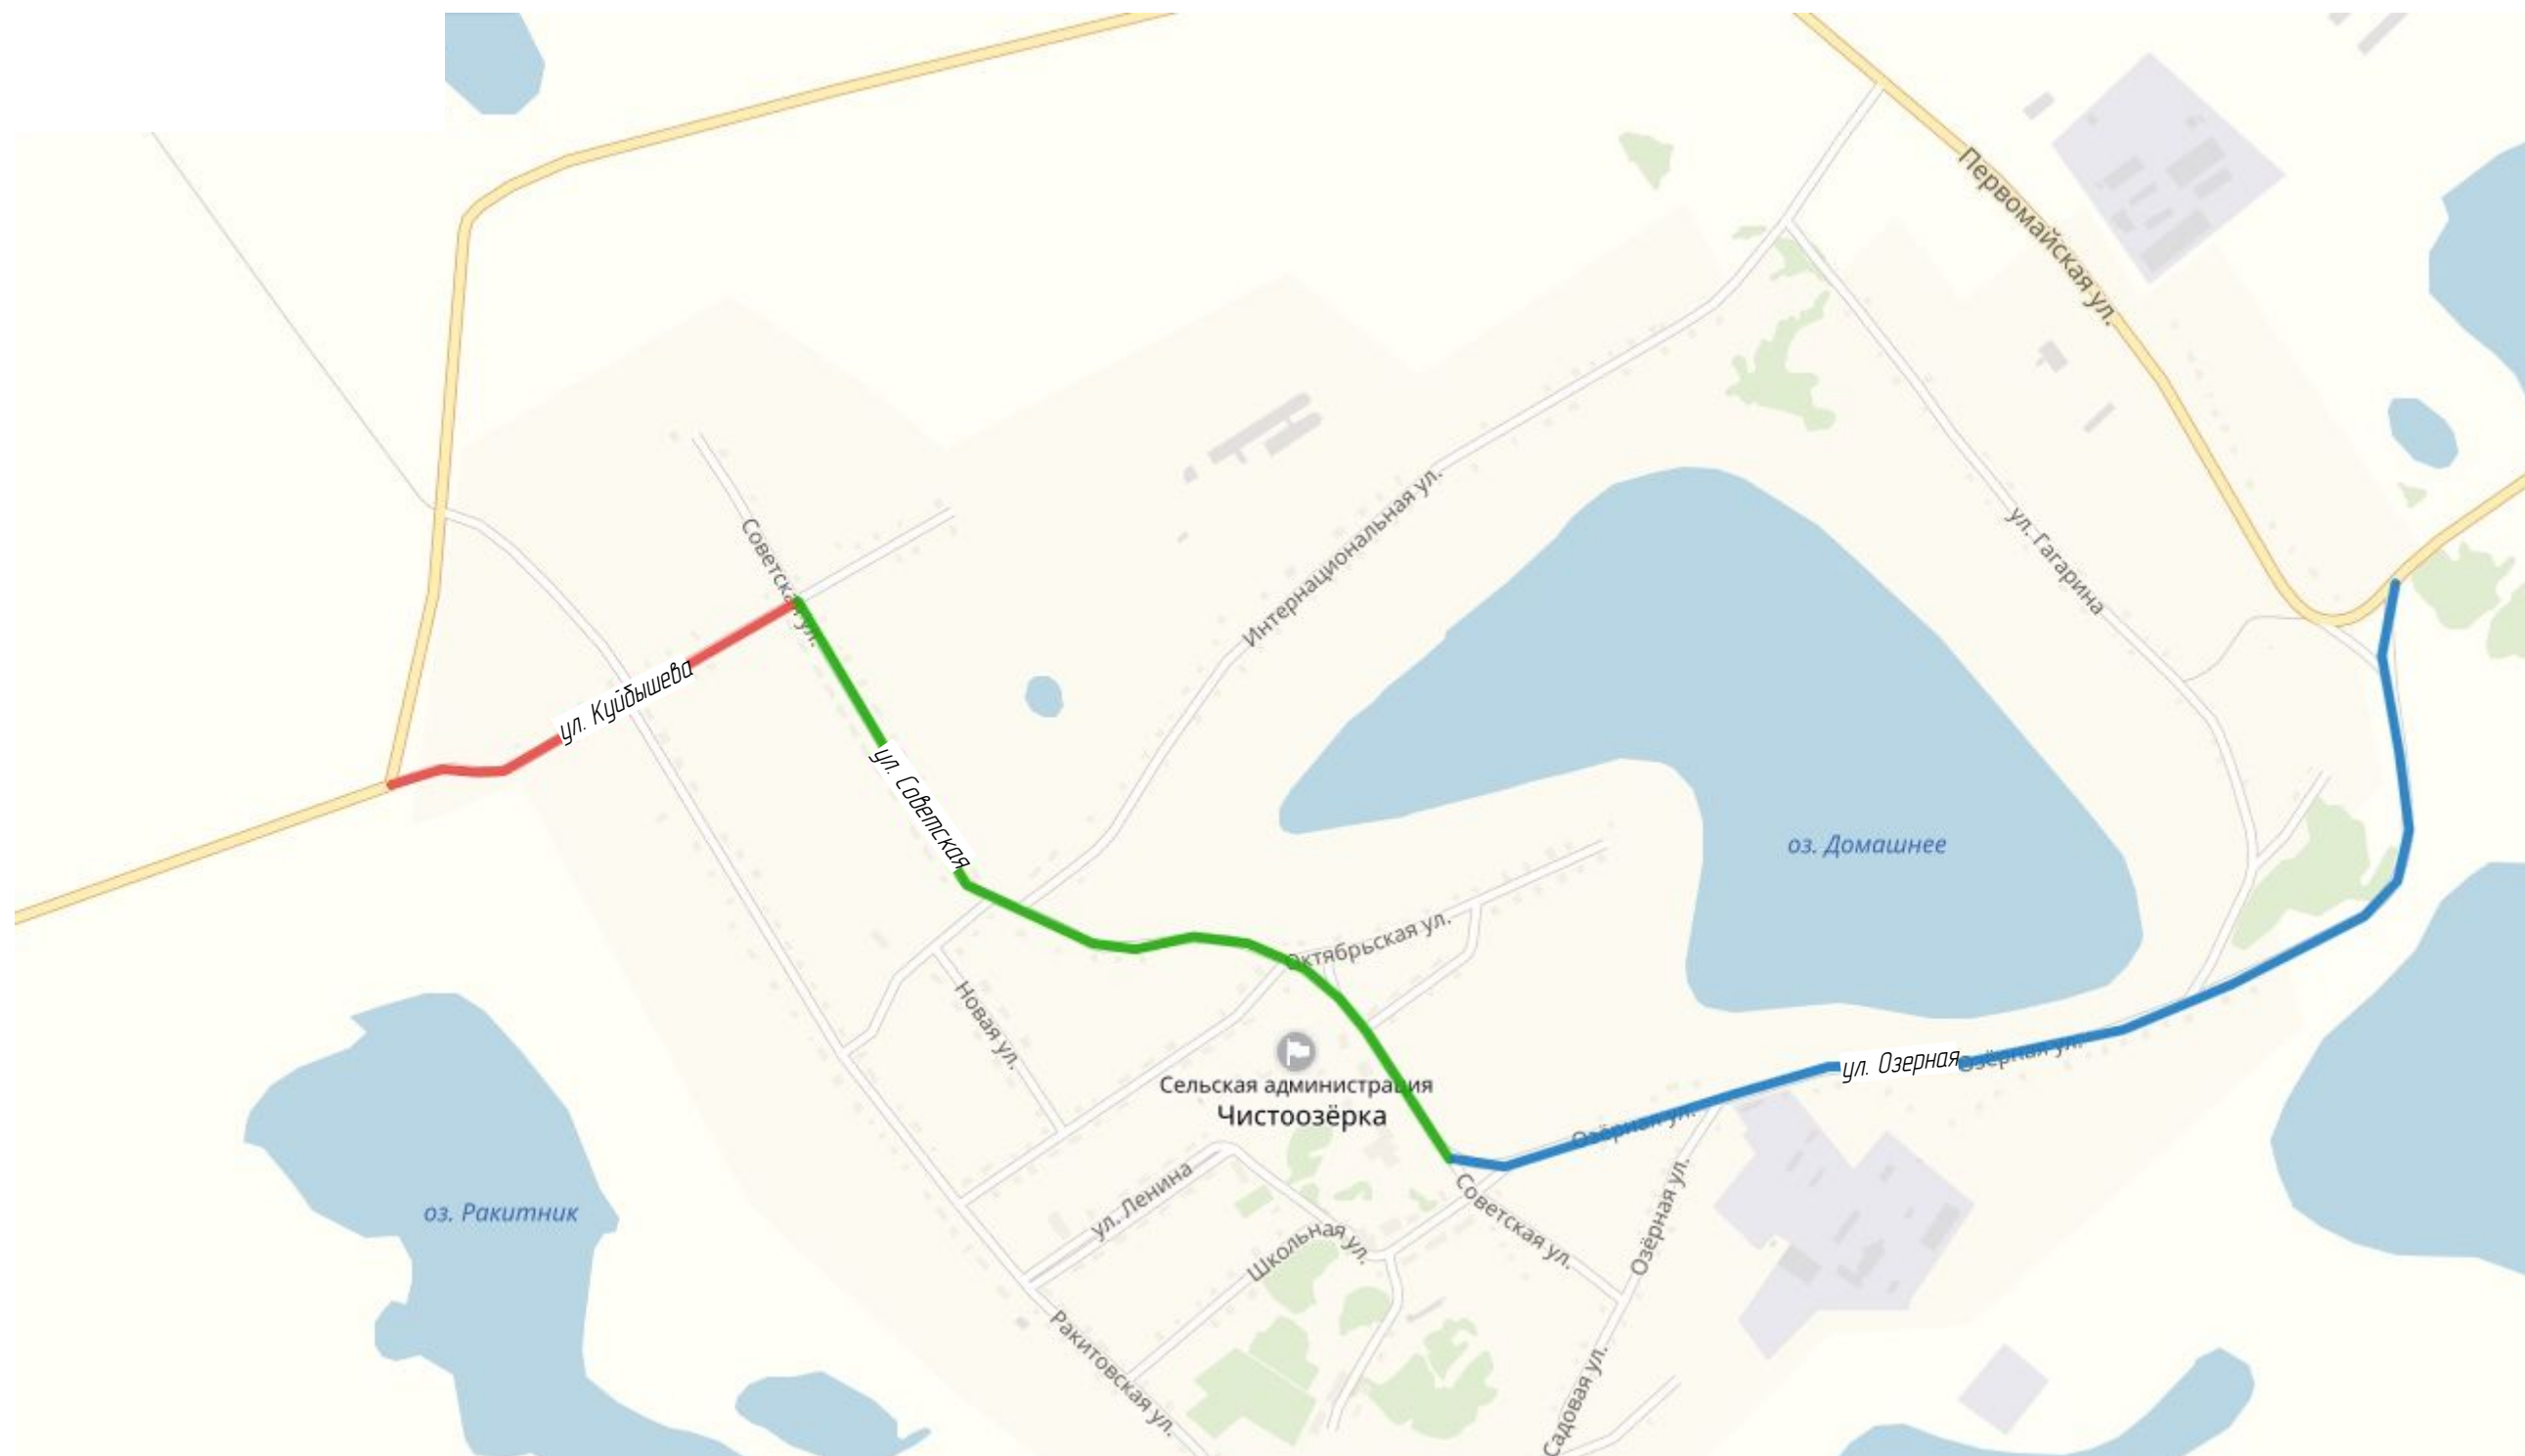 Первомайская ул.
Советская ул.
Интернациональная ул.
ул. Гагарина
ул. Куйбышева
ул. Советская
оз. Домашнее
Октябрьская ул.
Новая ул.
Сельская администрация
Чистоозёрка
ул. Озерная
Озёрная ул.
Озёрная ул.
ул. Ленина
Советская ул.
Озёрная ул.
оз. Ракитник
Школьная ул.
Ракитовская ул.
Садовая ул.